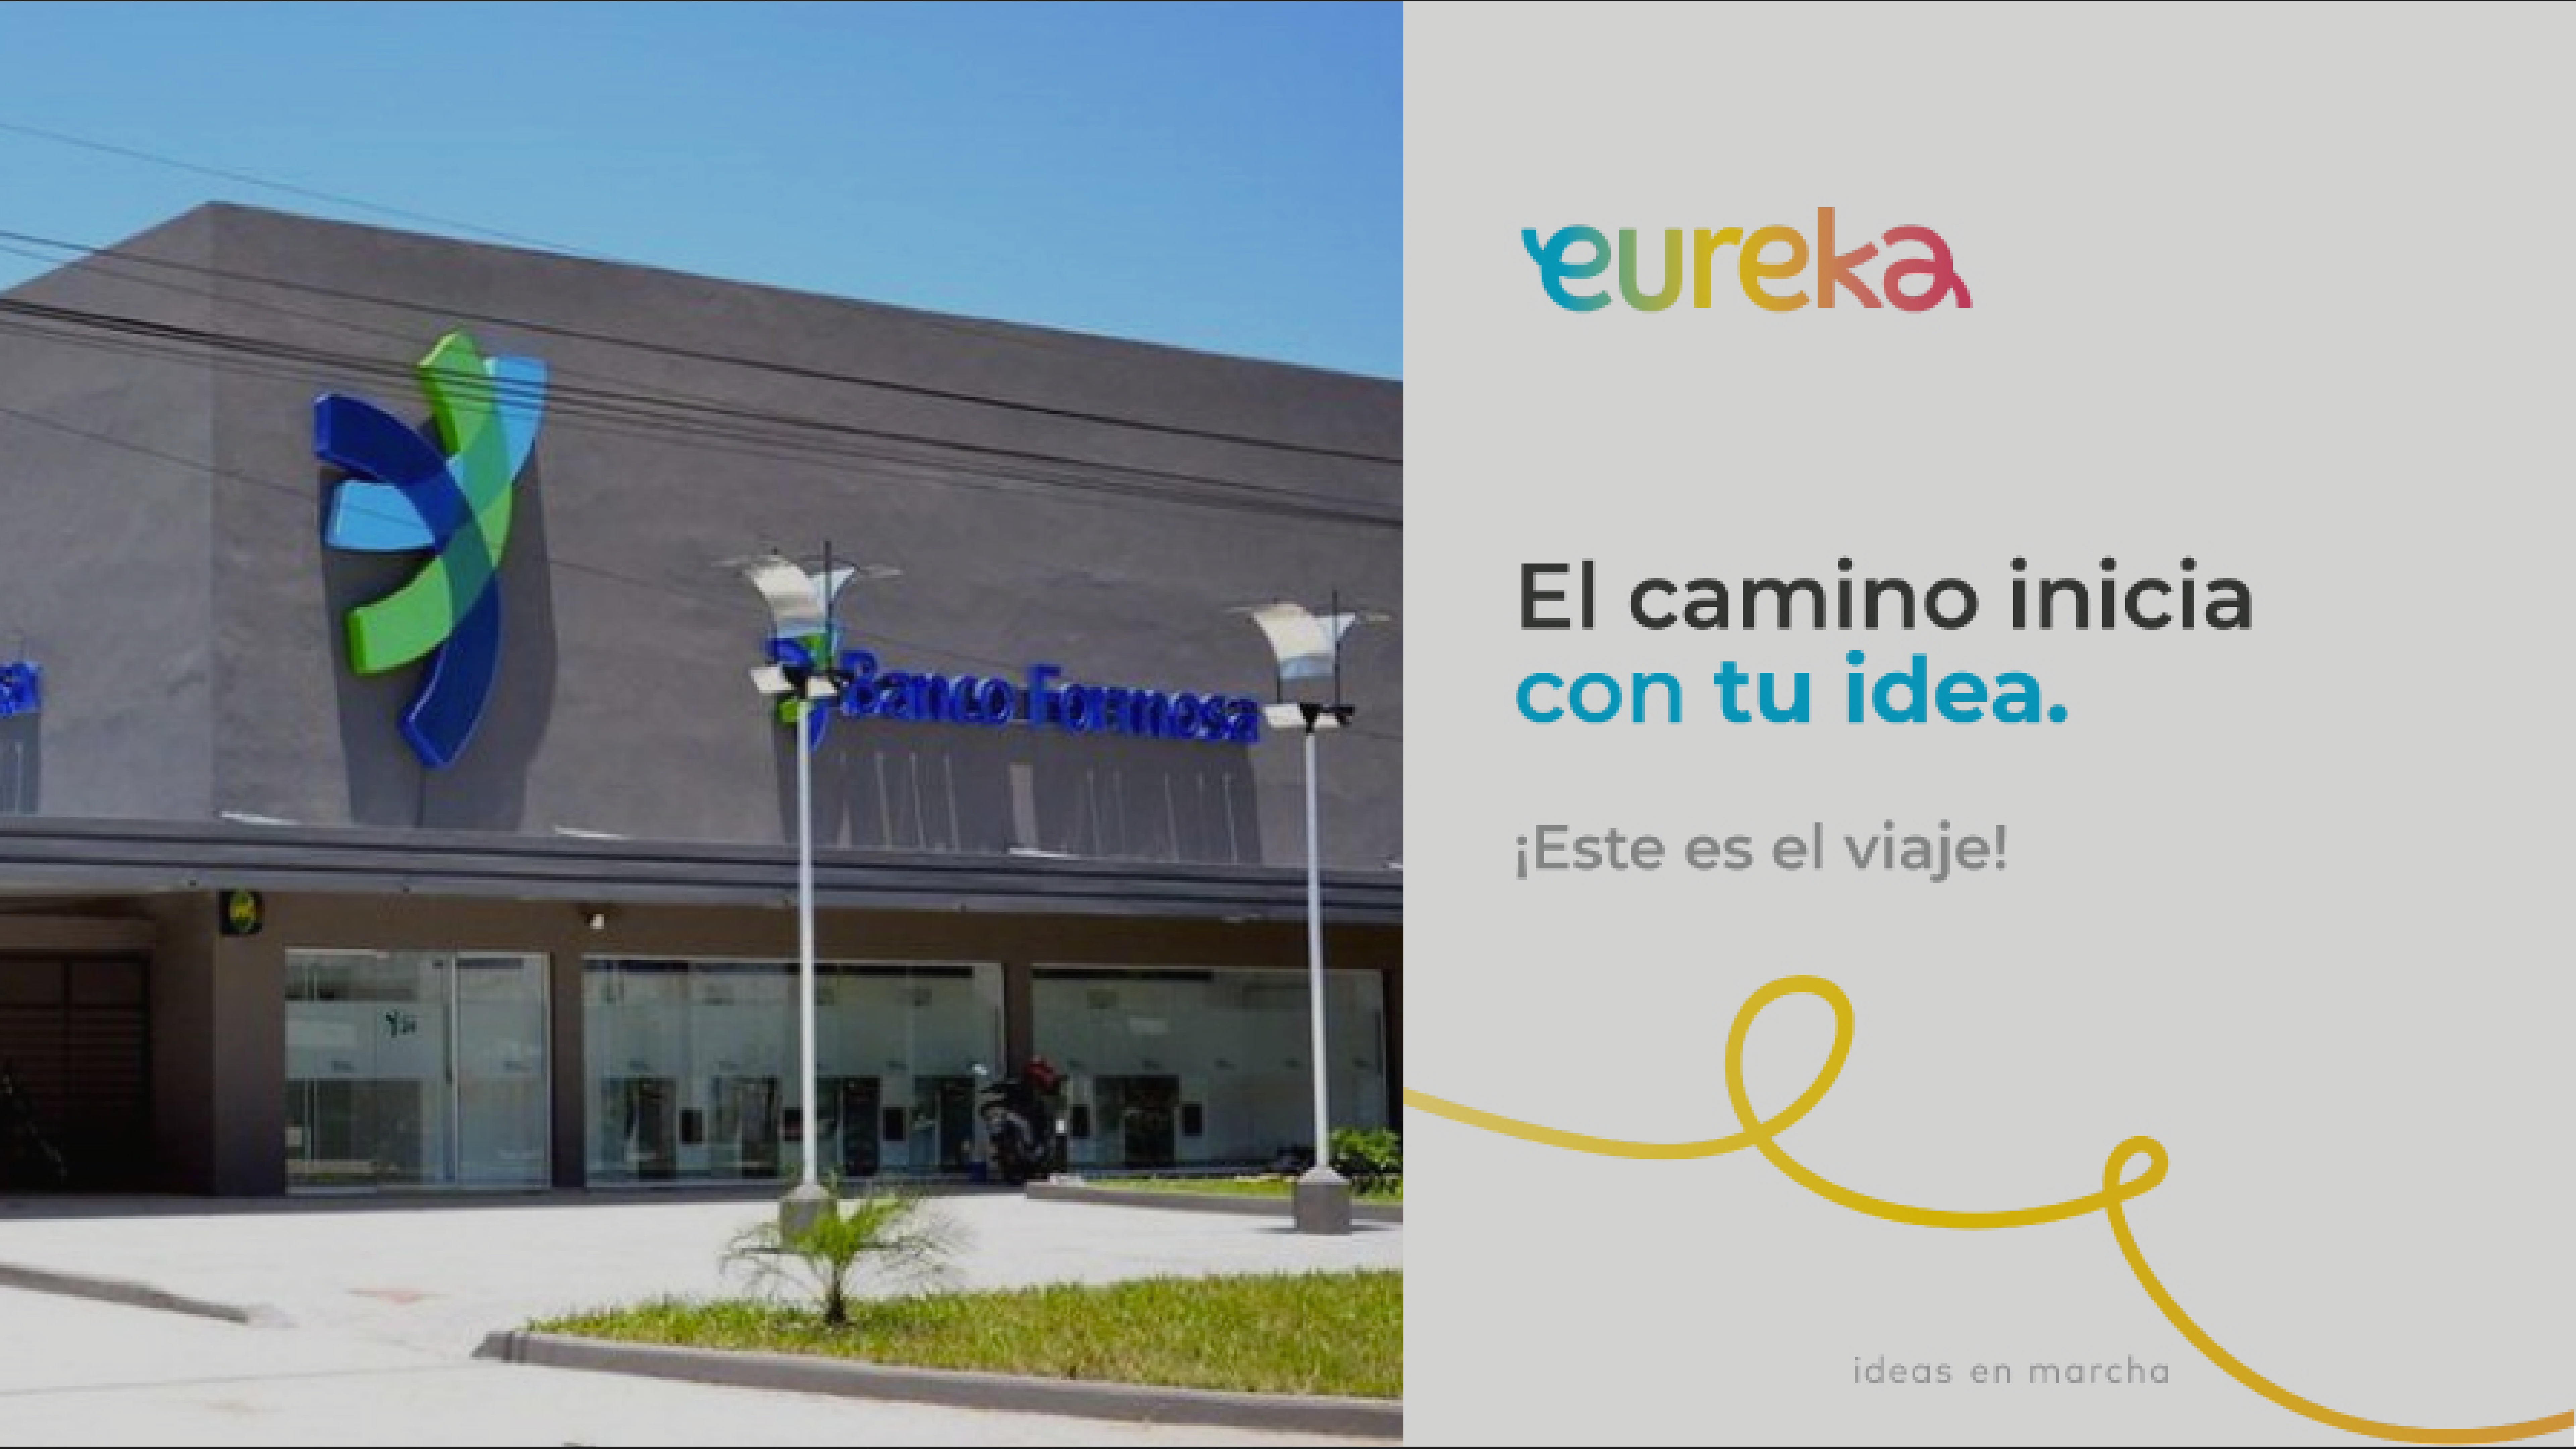 Banco Formosa
eureka
El camino inicia
con tu idea.
¡Este es el viaje!
ideas en marcha